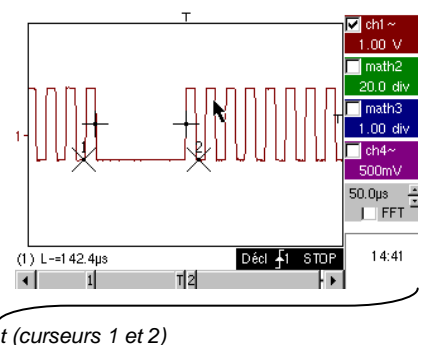 T
ch1 ~
1.00 V
math2
20.0 div
math3
1.00 div
ch4~
500mV
50.0µs
FFT
1-
1
2
T
(1) L-=142.4µs
Décl 1 STOP
14:41
1
T
2
t (curseurs 1 et 2)